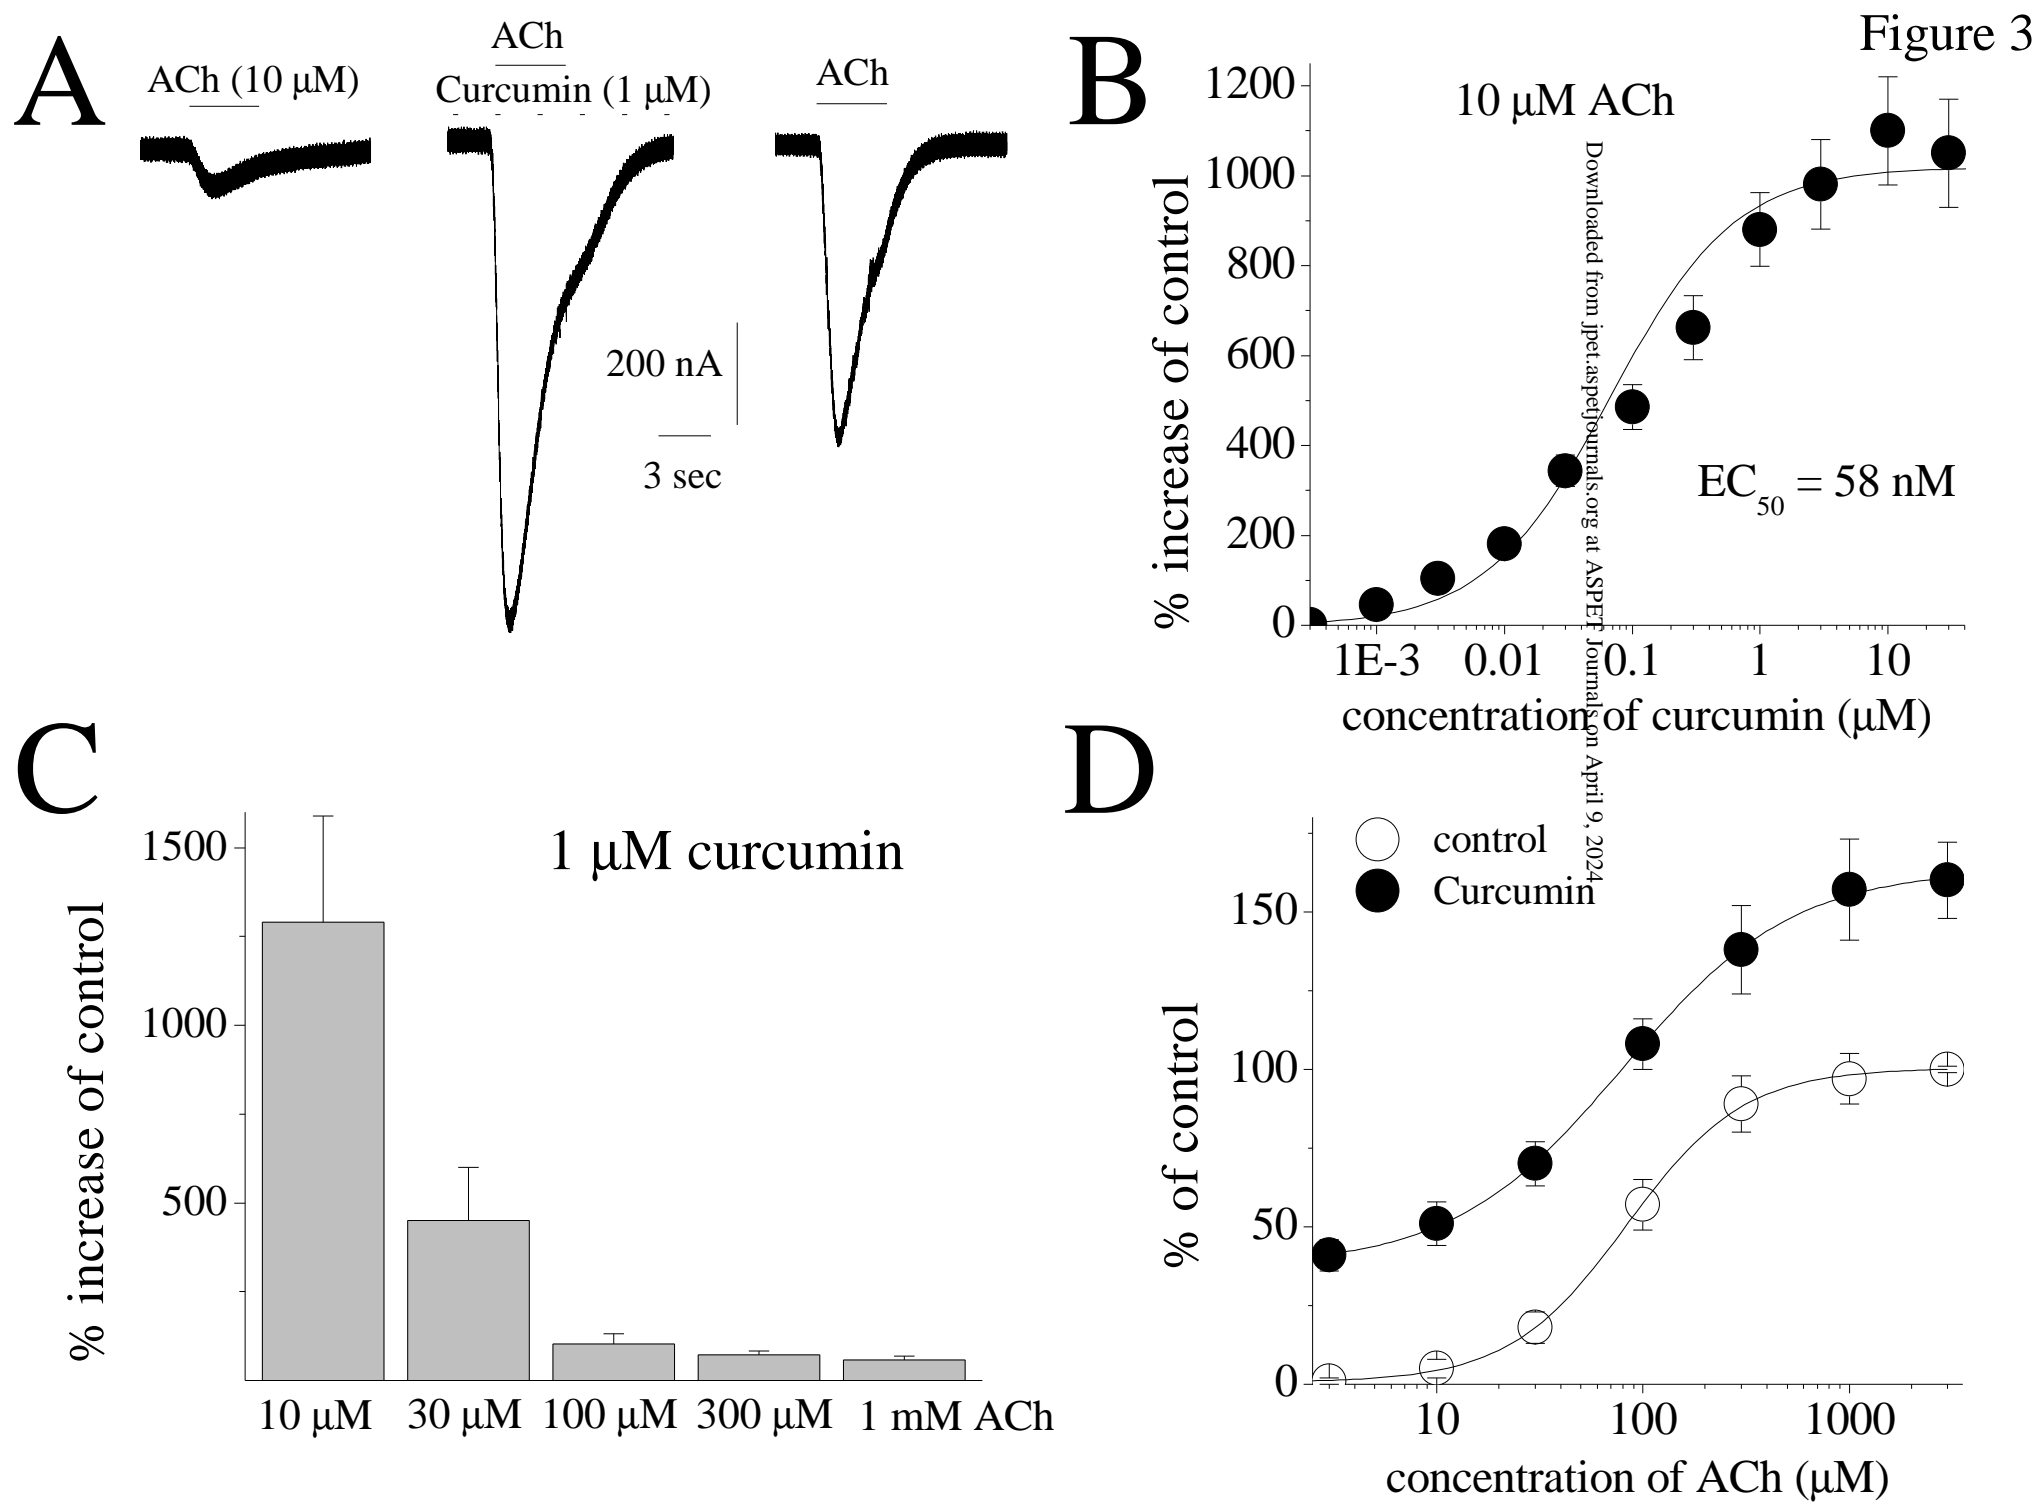 Figure 3
A
ACh (10 μM)
ACh
Curcumin (1 μM)
ACh
200 nA
3 sec
B
10 μM ACh
1200
1000
800
600
400
200
0
% increase of control
EC50 = 58 nM
1E-3 0.01 0.1 1 10
concentration of curcumin (μM)
Downloaded from jpet.aspetjournals.org at ASPET Journals on April 9, 2024
C
1 μM curcumin
1500
1000
500
% increase of control
10 μM 30 μM 100 μM 300 μM 1 mM ACh
D
control
Curcumin
150
100
50
0
% of control
10 100 1000
concentration of ACh (μM)